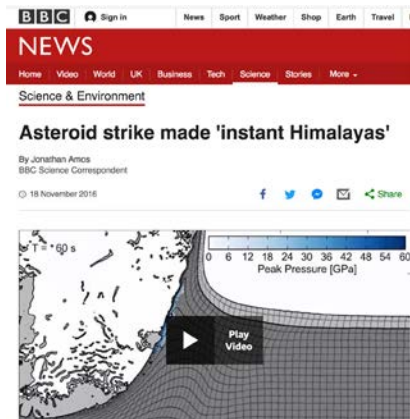 BBC Sign in News Sport Weather Shop Earth Travel
NEWS
Home Video World UK Business Tech Science Stories More
Science & Environment
Asteroid strike made 'instant Himalayas'
By Jonathan Amos
BBC Science Correspondent
18 November 2016
Share
T = 60 s
0 6 12 18 24 30 36 42 48 54 60
Peak Pressure [GPa]
Play
Video